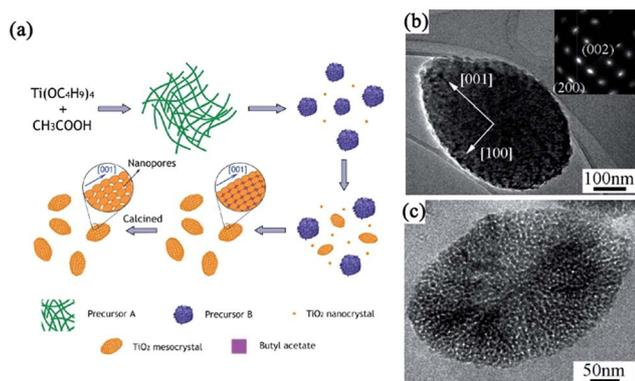 (a)
Ti(OC4H9)4
+
CH3COOH
[001]
Nanopores
[001]
Calcined
Precursor A
Precursor B
TiO2 nanocrystal
TiO2 mesocrystal
Butyl acetate
(b)
(002)
(200)
[001]
[100]
100nm
(c)
50nm